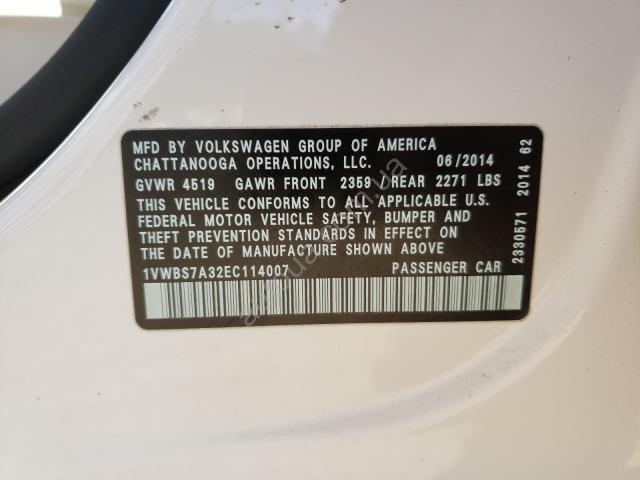 MFD BY VOLKSWAGEN GROUP OF AMERICA
CHATTANOOGA OPERATIONS, LLC. 06/2014
GVWR 4519 GAWR FRONT 2359/REAR 2271 LBS
THIS VEHICLE CONFORMS TO ALL APPLICABLE U.S.
FEDERAL MOTOR VEHICLE SAFETY, BUMPER AND
THEFT PREVENTION STANDARDS IN EFFECT ON
THE DATE OF MANUFACTURE SHOWN ABOVE.
1VWBS7A32EC114007 PASSENGER CAR
2330571 2014 62